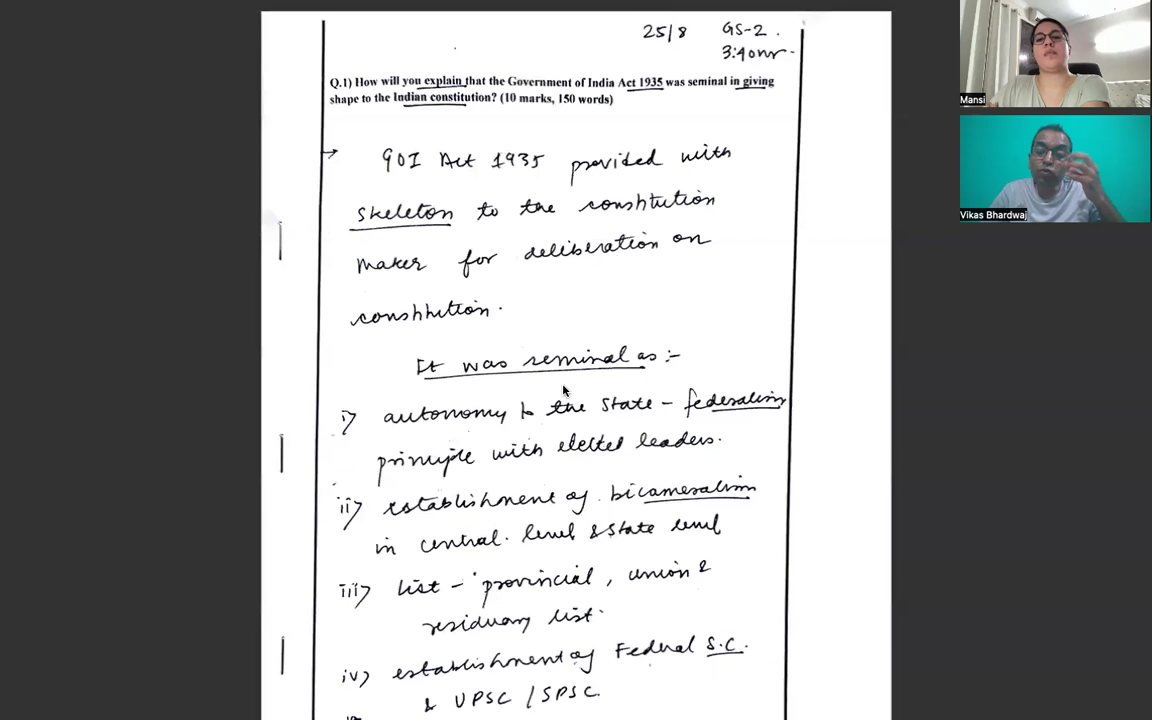 25/8 GS-2.
3:40
Q.1) How will you explain that the Government of India Act 1935 was seminal in giving
shape to the Indian constitution? (10 marks, 150 words)
→ GOI Act 1935 provided with
skeleton to the constitution
maker for deliberation on
constitution.
It was seminal as :-
i) autonomy to the state - federalism
principle with elected leaders.
ii) establishment of bicameralism
in central level & state level
iii) list - provincial, union &
residuary list.
iv) establishment of Federal S.C.
& UPSC / SPSC.
Mansi
Vikas Bhardwaj